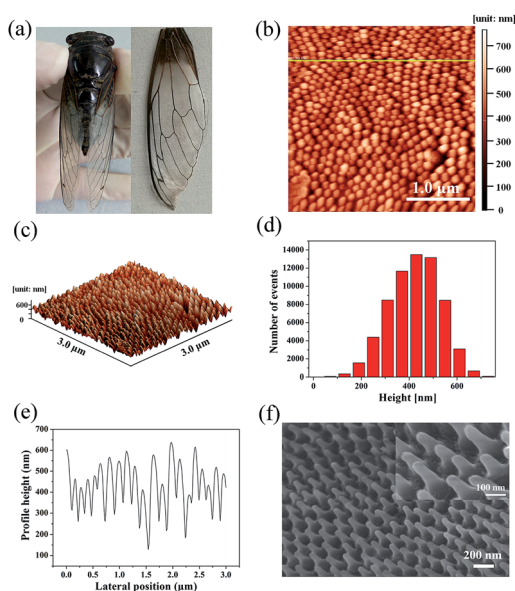 (a)
(b)
[unit: nm]
700
600
500
400
300
200
100
0
1.0 μm
(c)
[unit: nm]
600
0
3.0 μm
3.0 μm
(d)
Number of events
14000
12000
10000
8000
6000
4000
2000
0
0
200
400
600
Height [nm]
(e)
Profile height (nm)
700
600
500
400
300
200
100
0.0
0.5
1.0
1.5
2.0
2.5
3.0
Lateral position (μm)
(f)
100 nm
200 nm